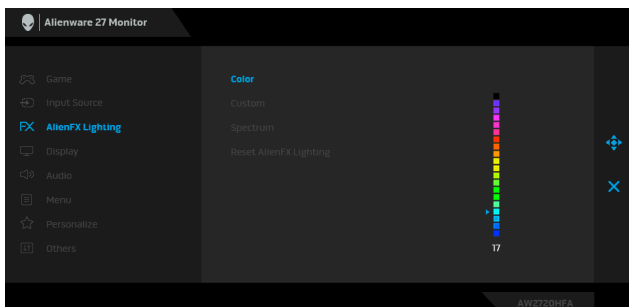 Alienware 27 Monitor
Game
Input Source
FX AlienFX Lighting
Display
Audio
Menu
Personalize
Others
Color
Custom
Spectrum
Reset AlienFX Lighting
17
AW2720HFA